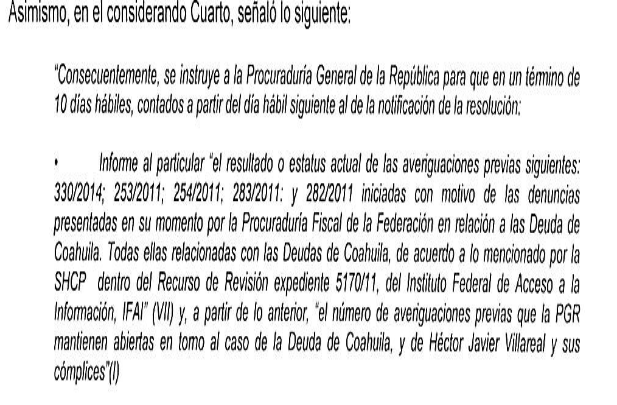 Asimismo, en el considerando Cuarto, señaló lo siguiente:
"Consecuentemente, se instruye a la Procuraduría General de la República para que en un término de
10 días hábiles, contados a partir del día hábil siguiente al de la notificación de la resolución:
• Informe al particular "el resultado o estatus actual de las averiguaciones previas siguientes:
330/2014; 253/2011; 254/2011; 283/2011: y 282/2011 iniciadas con motivo de las denuncias
presentadas en su momento por la Procuraduría Fiscal de la Federación en relación a las Deuda de
Coahuila. Todas ellas relacionadas con las Deudas de Coahuila, de acuerdo a lo mencionado por la
SHCP dentro del Recurso de Revisión expediente 5170/11, del Instituto Federal de Acceso a la
Información, IFAI" (VII) y, a partir de lo anterior, "el número de averiguaciones previas que la PGR
mantienen abiertas en torno al caso de la Deuda de Coahuila, y de Héctor Javier Villareal y sus
cómplices"(I)